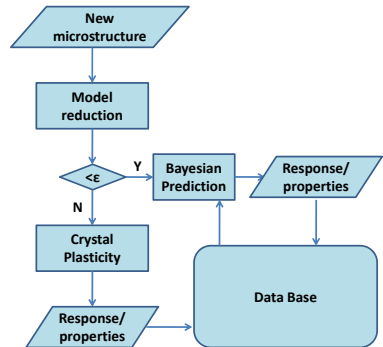 New
microstructure
Model
reduction
<ε
Y
N
Bayesian
Prediction
Response/
properties
Crystal
Plasticity
Data Base
Response/
properties